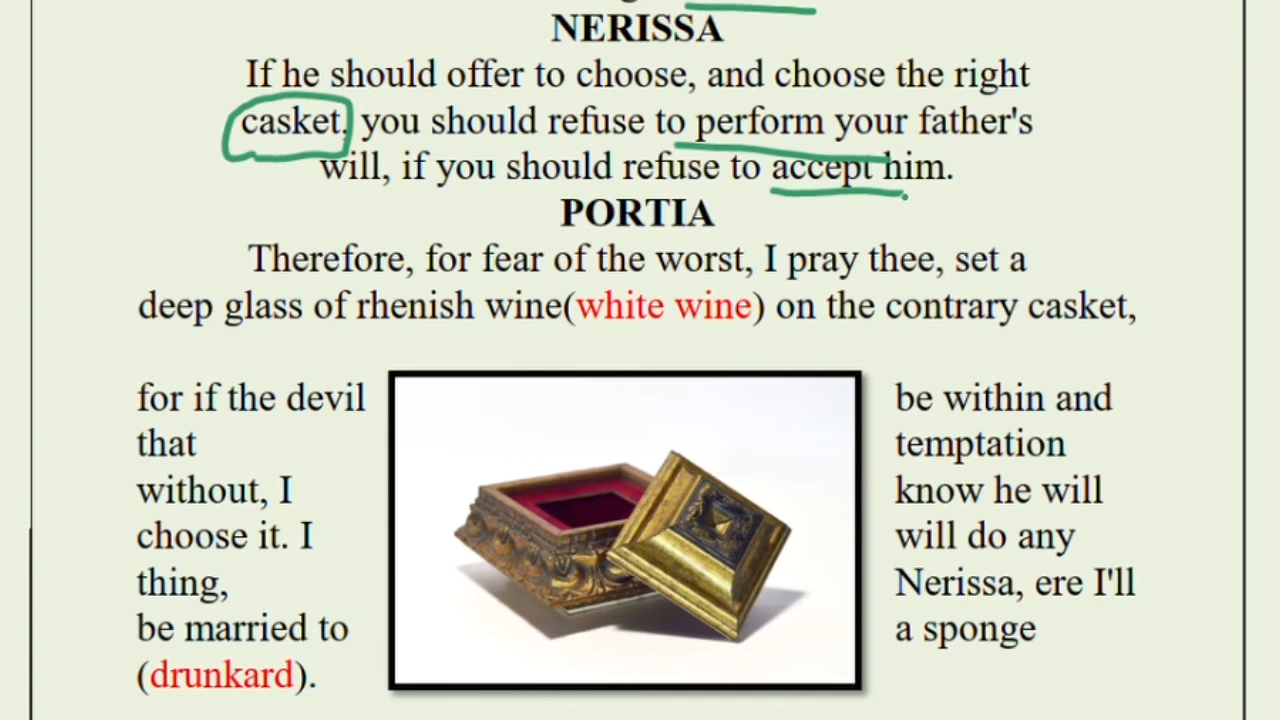 NERISSA
If he should offer to choose, and choose the right
casket, you should refuse to perform your father's
will, if you should refuse to accept him.
PORTIA
Therefore, for fear of the worst, I pray thee, set a
deep glass of rhenish wine(white wine) on the contrary casket,
for if the devil be within and
that temptation
without, I know he will
choose it. I will do any
thing, Nerissa, ere I'll
be married to a sponge
(drunkard).